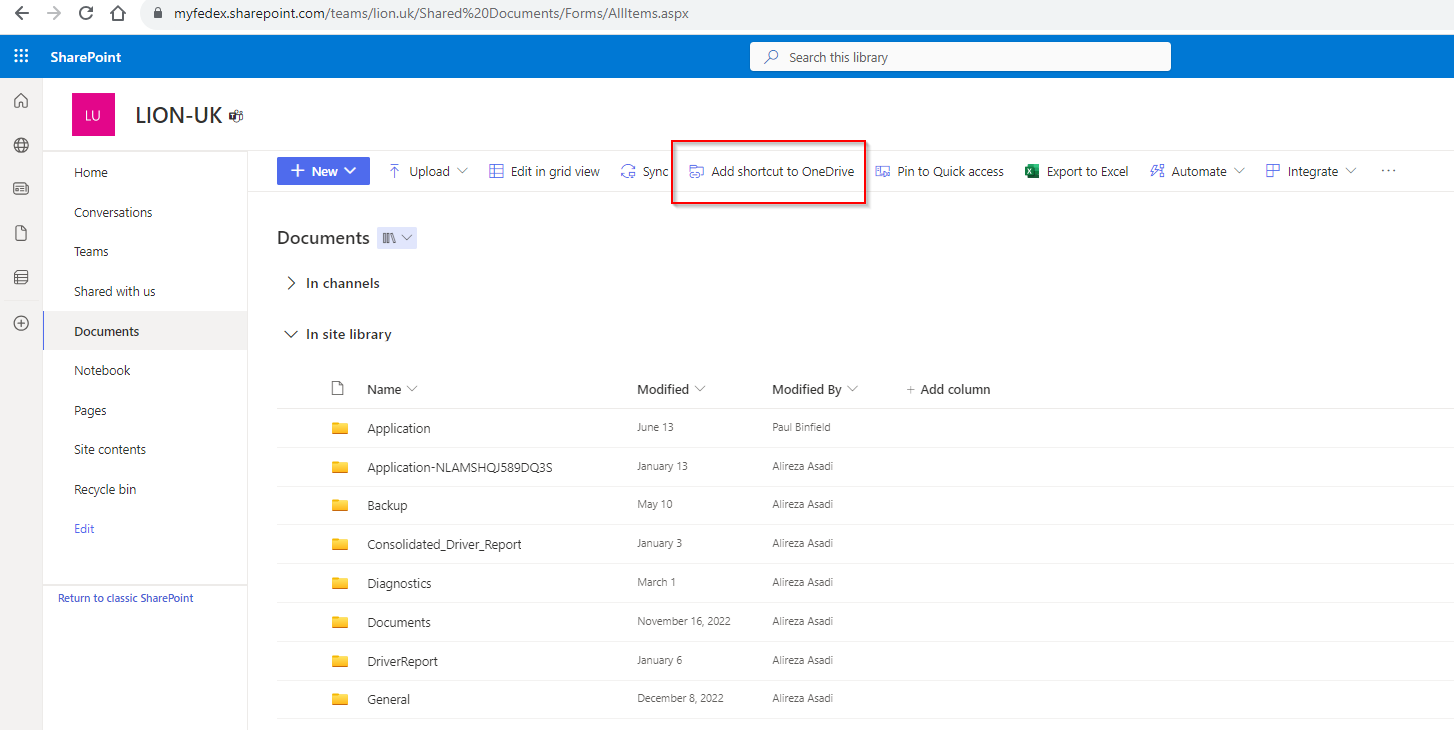 myfedex.sharepoint.com/teams/lion.uk/Shared%20Documents/Forms/AllItems.aspx
SharePoint
Search this library
LU LION-UK
Home
Conversations
Teams
Shared with us
Documents
Notebook
Pages
Site contents
Recycle bin
Edit
Return to classic SharePoint
+ New Upload Edit in grid view Sync Add shortcut to OneDrive Pin to Quick access Export to Excel Automate Integrate ...
Documents
In channels
In site library
Name Modified Modified By + Add column
Application June 13 Paul Binfield
Application-NLAMSHQJ589DQ3S January 13 Alireza Asadi
Backup May 10 Alireza Asadi
Consolidated_Driver_Report January 3 Alireza Asadi
Diagnostics March 1 Alireza Asadi
Documents November 16, 2022 Alireza Asadi
DriverReport January 6 Alireza Asadi
General December 8, 2022 Alireza Asadi